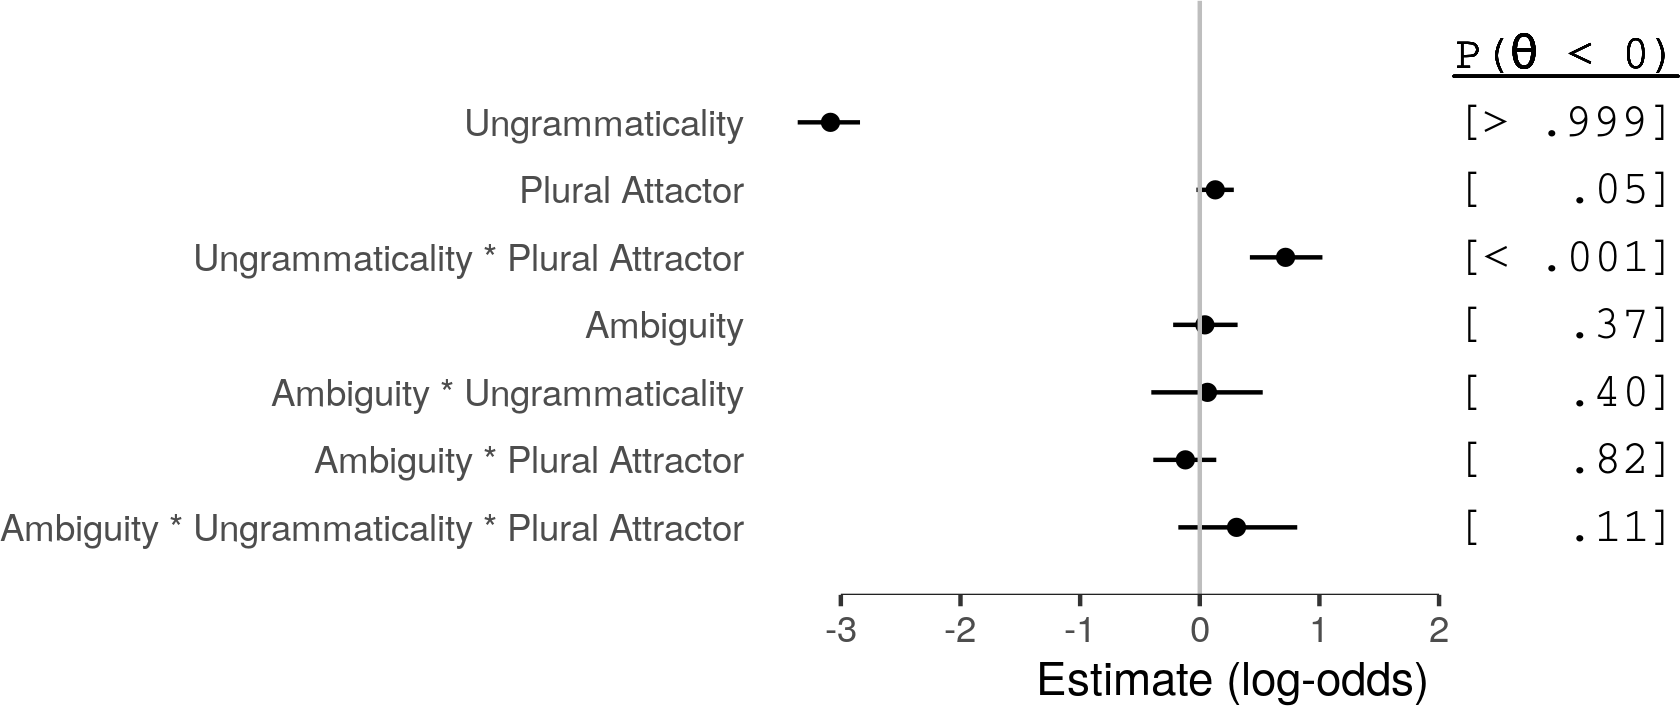 P(θ < 0)
Ungrammaticality [> .999]
Plural Attactor [ .05]
Ungrammaticality * Plural Attractor [< .001]
Ambiguity [ .37]
Ambiguity * Ungrammaticality [ .40]
Ambiguity * Plural Attractor [ .82]
Ambiguity * Ungrammaticality * Plural Attractor [ .11]
-3 -2 -1 0 1 2
Estimate (log-odds)